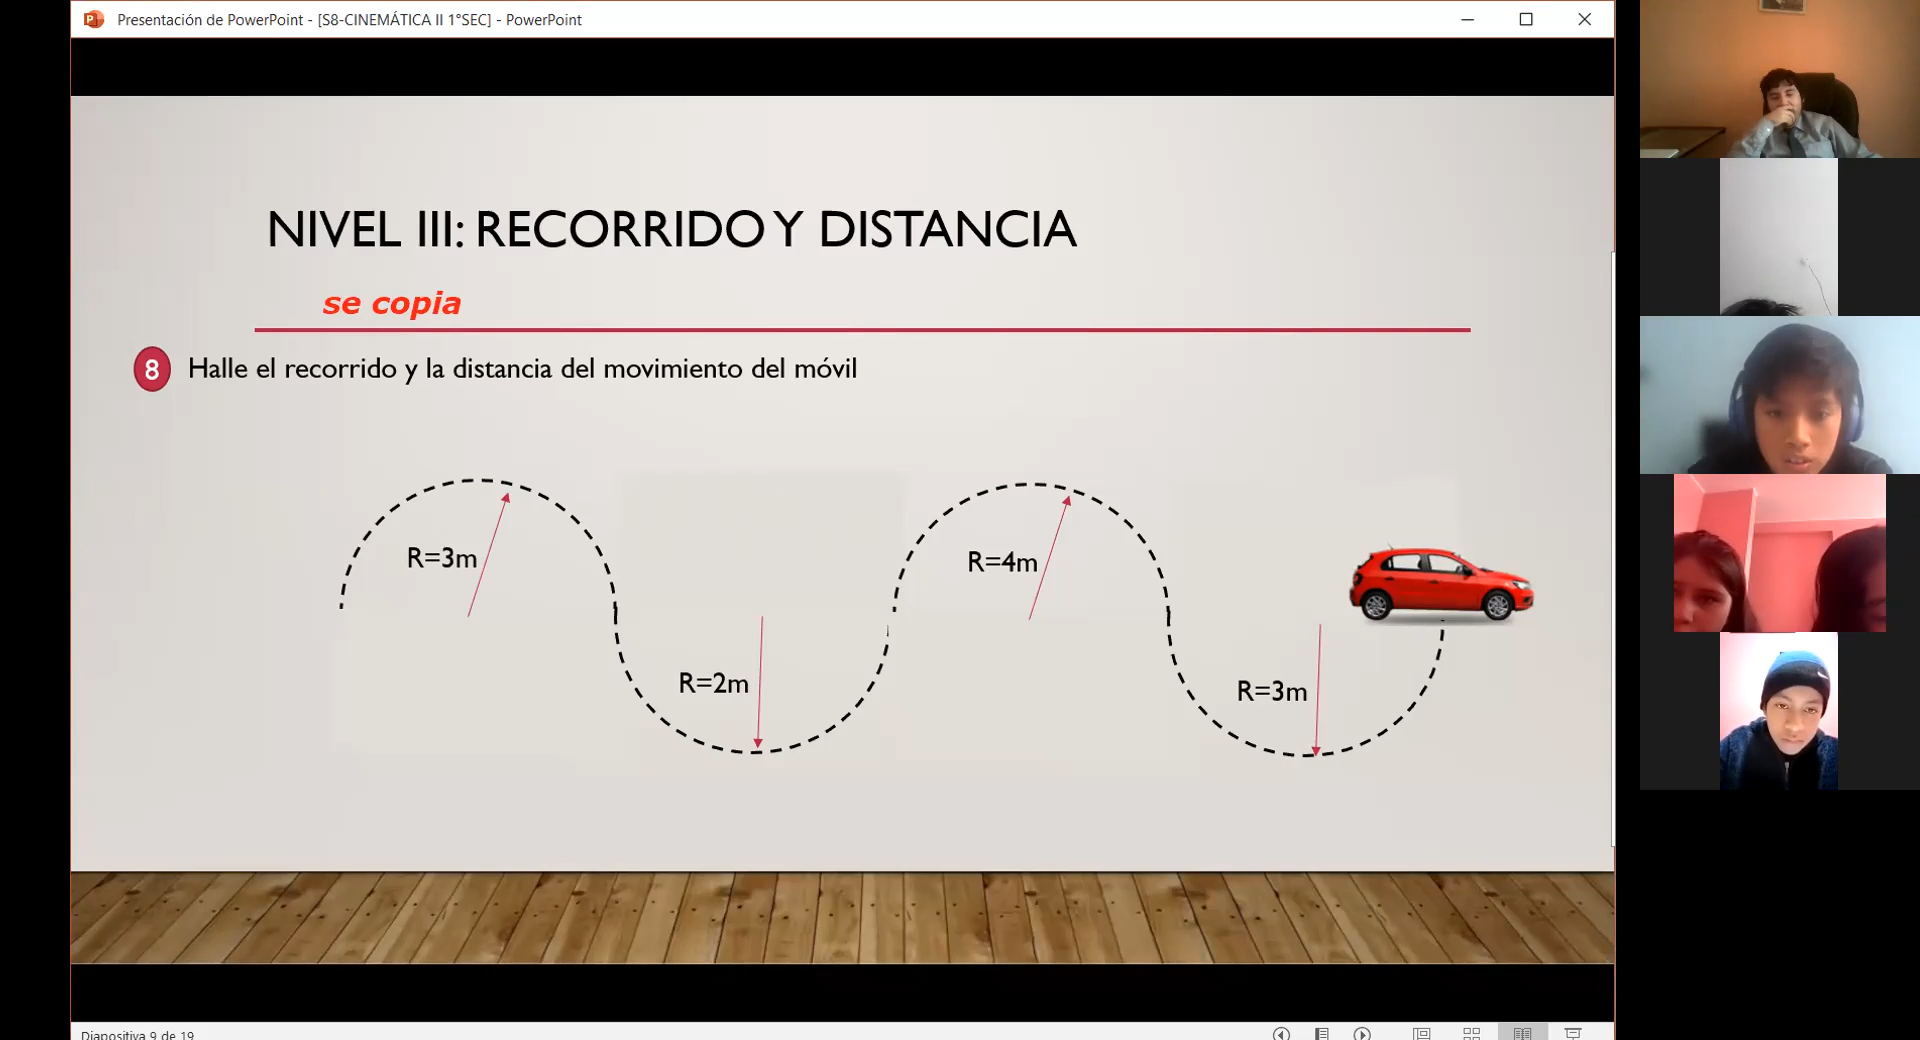 Presentación de PowerPoint - [S8-CINEMÁTICA II 1°SEC] - PowerPoint
NIVEL III: RECORRIDO Y DISTANCIA
se copia
8 Halle el recorrido y la distancia del movimiento del móvil
R=3m
R=4m
R=2m
R=3m
Diapositiva 9 de 19